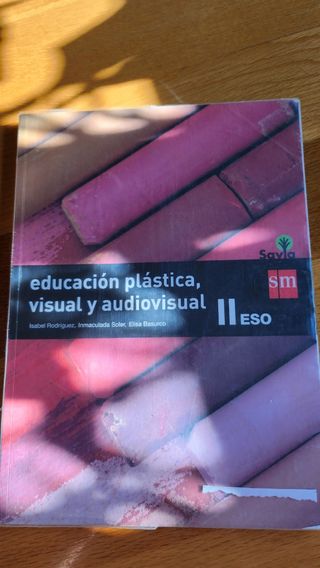 Savia
educación plástica,
visual y audiovisual
II ESO
sm
Isabel Rodríguez, Inmaculada Soler, Elisa Basurco